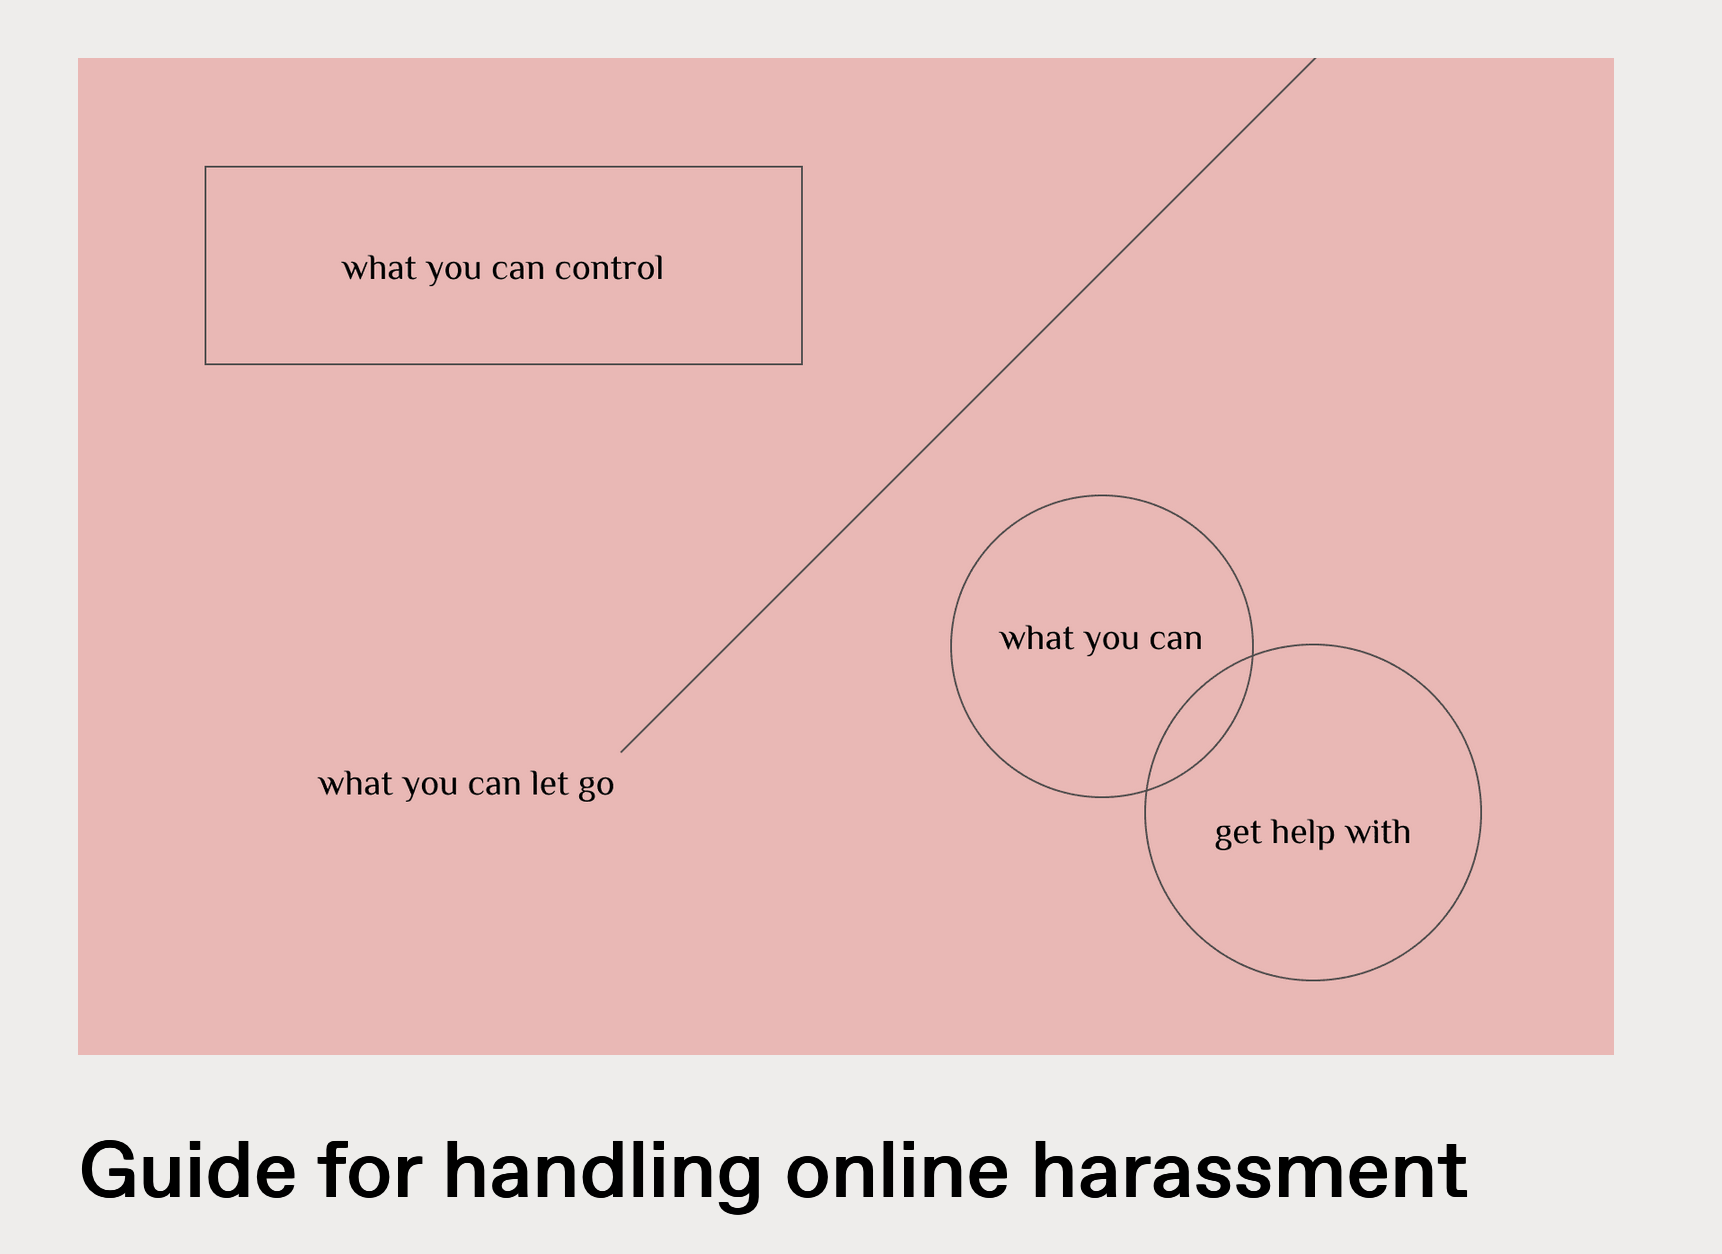 what you can control
what you can
what you can let go
get help with
Guide for handling online harassment